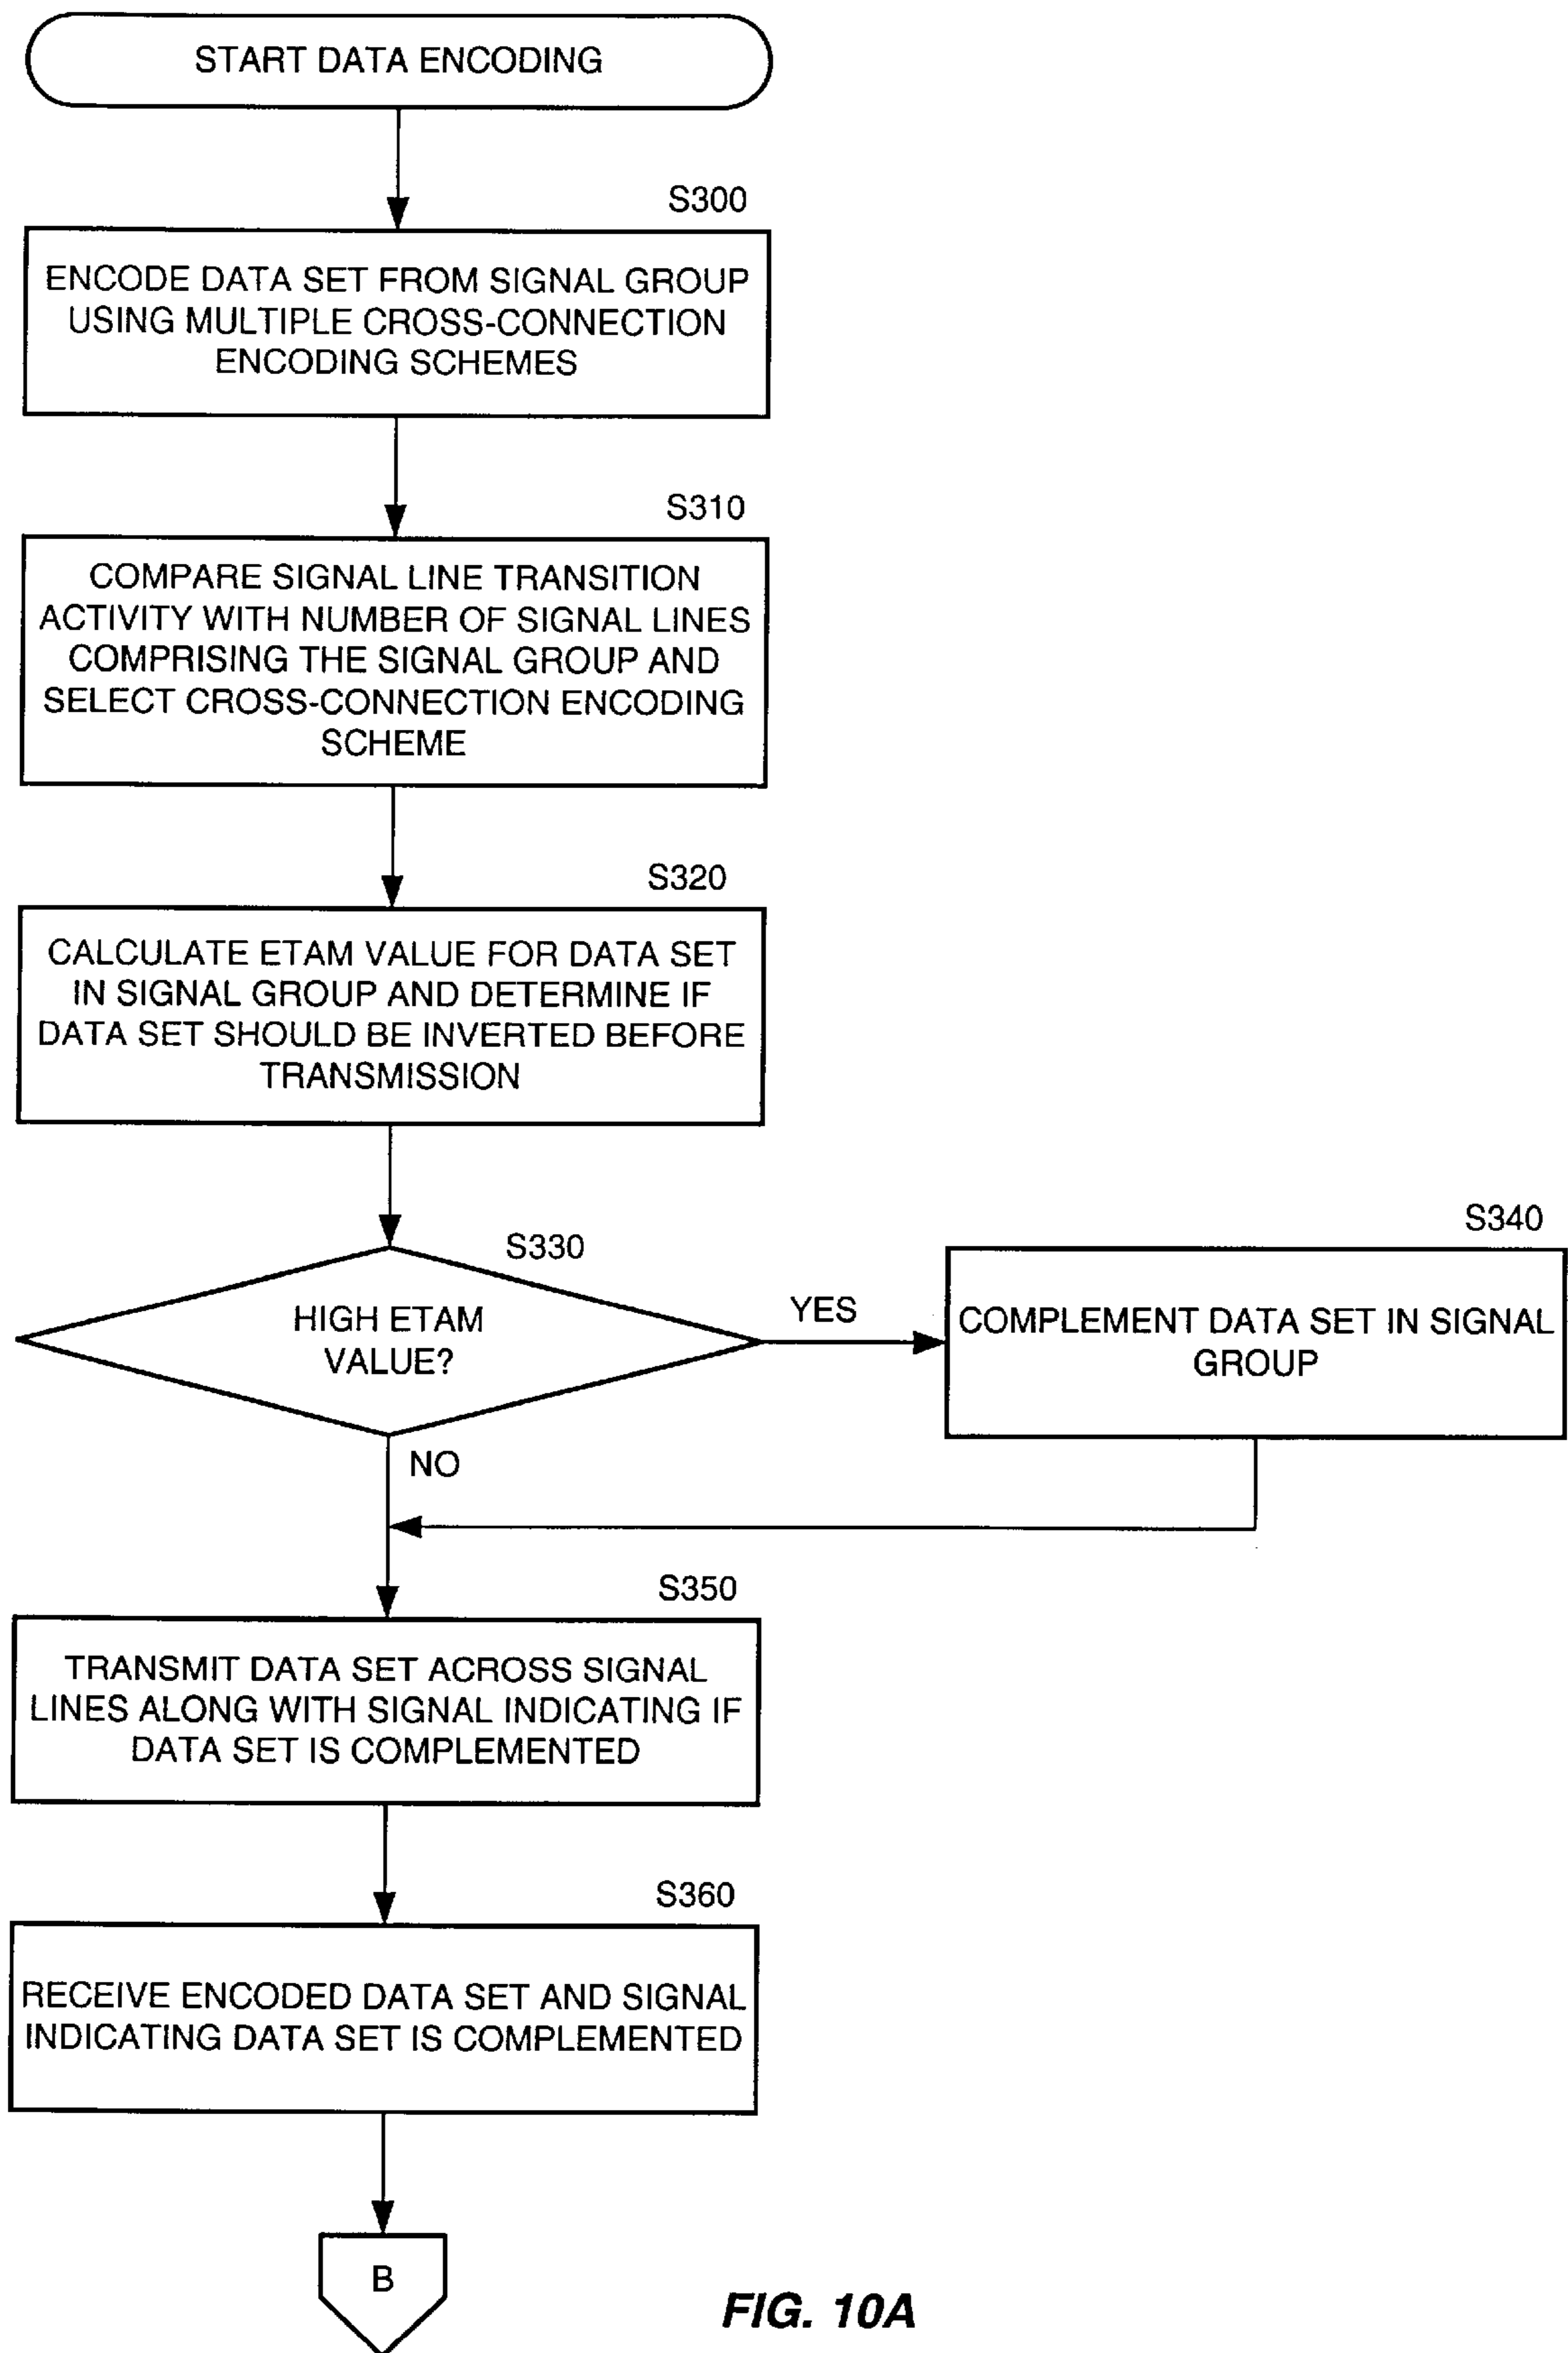 START DATA ENCODING
S300
ENCODE DATA SET FROM SIGNAL GROUP
USING MULTIPLE CROSS-CONNECTION
ENCODING SCHEMES
S310
COMPARE SIGNAL LINE TRANSITION
ACTIVITY WITH NUMBER OF SIGNAL LINES
COMPRISING THE SIGNAL GROUP AND
SELECT CROSS-CONNECTION ENCODING
SCHEME
S320
CALCULATE ETAM VALUE FOR DATA SET
IN SIGNAL GROUP AND DETERMINE IF
DATA SET SHOULD BE INVERTED BEFORE
TRANSMISSION
S330
HIGH ETAM
VALUE?
YES
S340
COMPLEMENT DATA SET IN SIGNAL
GROUP
NO
S350
TRANSMIT DATA SET ACROSS SIGNAL
LINES ALONG WITH SIGNAL INDICATING IF
DATA SET IS COMPLEMENTED
S360
RECEIVE ENCODED DATA SET AND SIGNAL
INDICATING DATA SET IS COMPLEMENTED
B
FIG. 10A